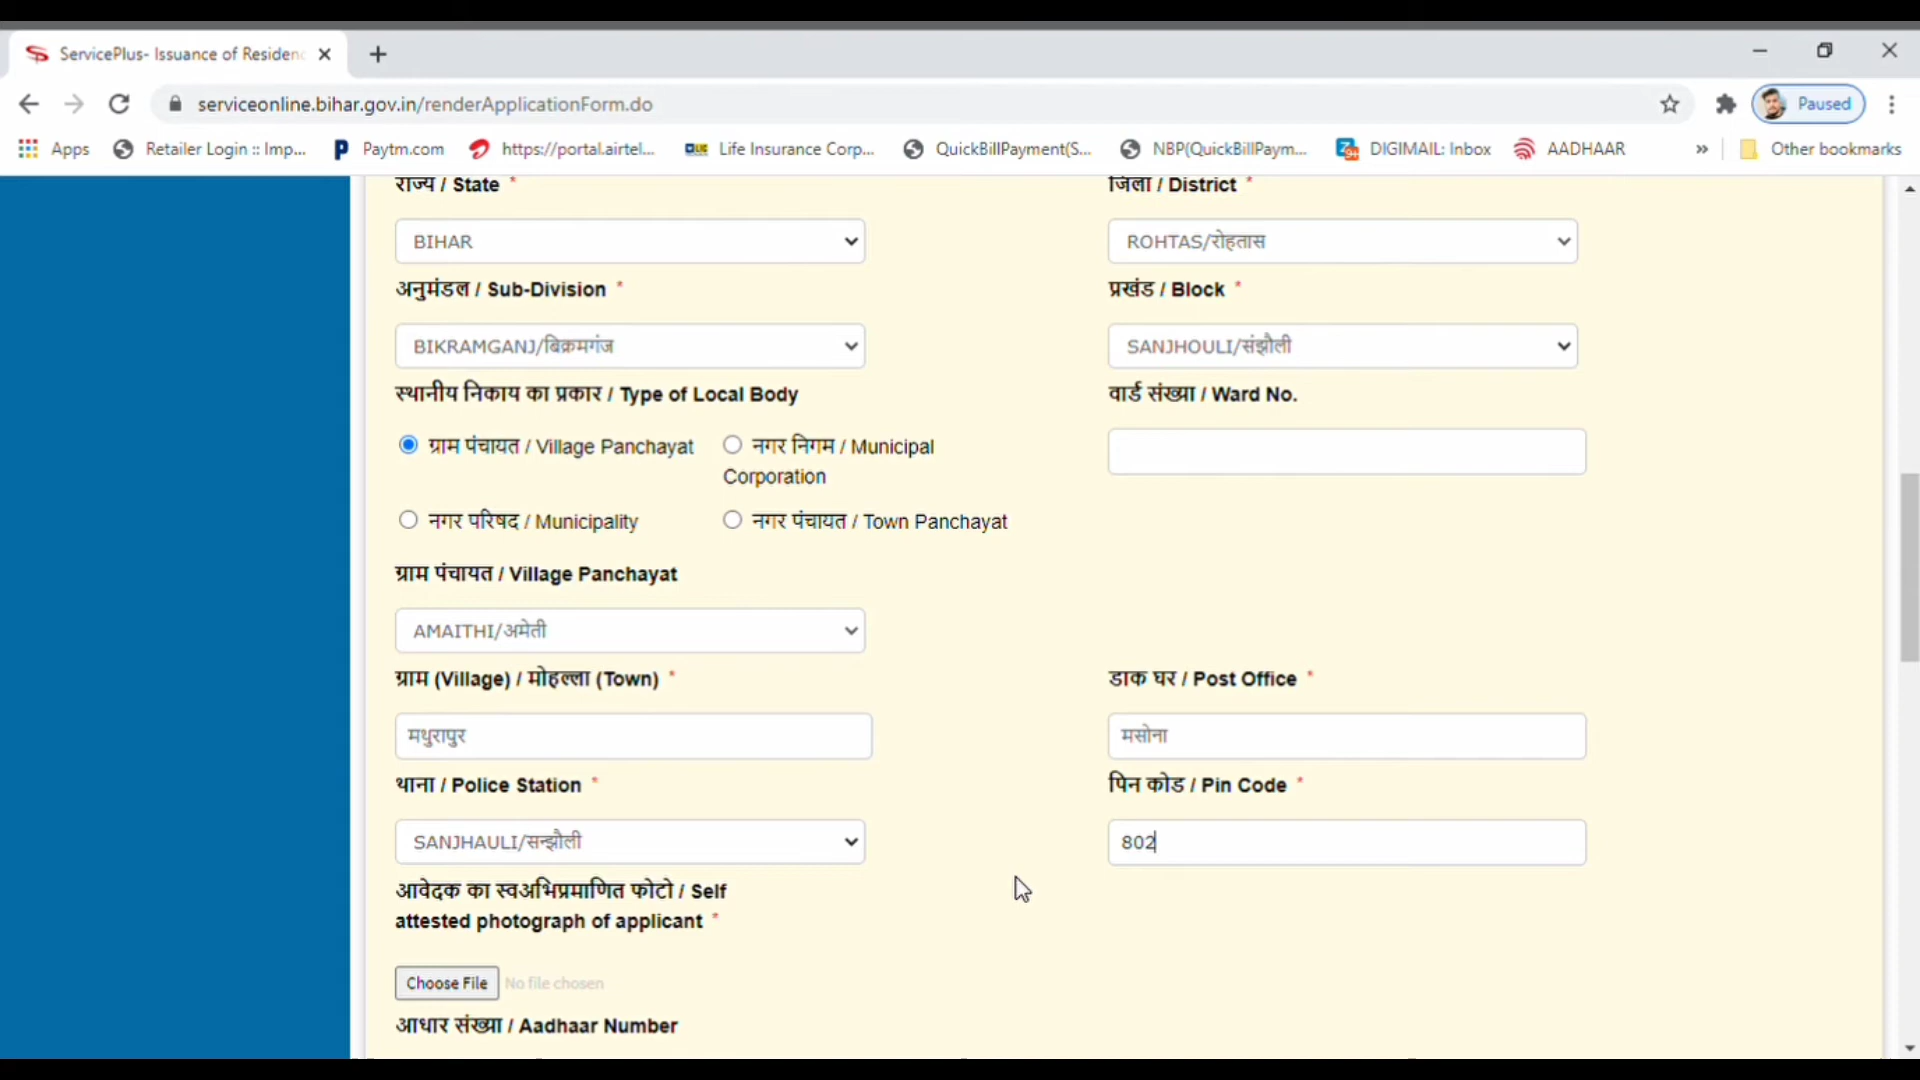 ServicePlus- Issuance of Residenc
serviceonline.bihar.gov.in/renderApplicationForm.do
Paused
Apps
Retailer Login :: Imp...
Paytm.com
https://portal.airtel...
Life Insurance Corp...
QuickBillPayment(S...
NBP(QuickBillPaym...
DIGIMAIL: Inbox
AADHAAR
»
Other bookmarks
राज्य / State *
जिला / District *
BIHAR
ROHTAS/रोहतास
अनुमंडल / Sub-Division *
प्रखंड / Block *
BIKRAMGANJ/बिक्रमगंज
SANJHOULI/संझौली
स्थानीय निकाय का प्रकार / Type of Local Body
वार्ड संख्या / Ward No.
ग्राम पंचायत / Village Panchayat
नगर निगम / Municipal
Corporation
नगर परिषद / Municipality
नगर पंचायत / Town Panchayat
ग्राम पंचायत / Village Panchayat
AMAITHI/अमेती
ग्राम (Village) / मोहल्ला (Town) *
डाक घर / Post Office *
मथुरापुर
मसोना
थाना / Police Station *
पिन कोड / Pin Code *
SANJHAULI/सन्झौली
802
आवेदक का स्वअभिप्रमाणित फोटो / Self
attested photograph of applicant *
Choose File No file chosen
आधार संख्या / Aadhaar Number